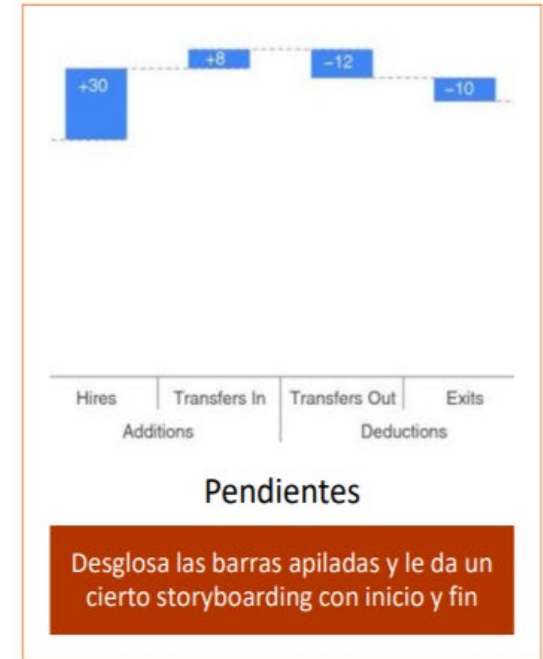 +30
+8
−12
−10
Hires
Transfers In
Transfers Out
Exits
Additions
Deductions
Pendientes
Desglosa las barras apiladas y le da un
cierto storyboarding con inicio y fin